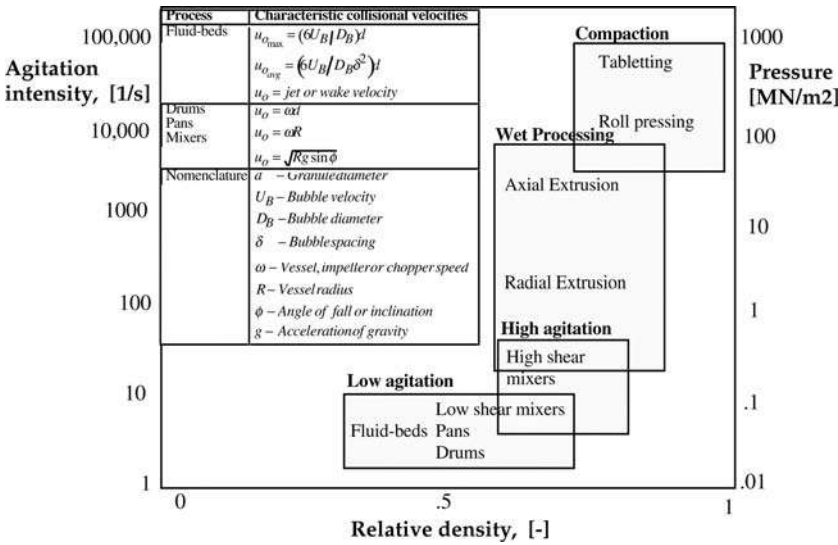 Process Characteristic collisional velocities
Fluid-beds u_{o_max} = (6U_B/D_B)d
u_{o_avg} = (6U_B/D_Bδ²)d
u_o = jet or wake velocity
Drums u_o = ωd
Pans
Mixers u_o = ωR
u_o = √Rg sin ϕ
Nomenclature d – Granule diameter
U_B – Bubble velocity
D_B – Bubble diameter
δ – Bubble spacing
ω – Vessel, impeller or chopper speed
R – Vessel radius
ϕ – Angle of fall or inclination
g – Acceleration of gravity
Agitation
intensity, [1/s]
100,000
10,000
1000
100
10
1
Compaction
Tabletting
Roll pressing
Wet Processing
Axial Extrusion
Radial Extrusion
High agitation
High shear
mixers
Low agitation
Low shear mixers
Fluid-beds Pans
Drums
Pressure
[MN/m2]
1000
100
10
1
.1
.01
0 .5 1
Relative density, [-]